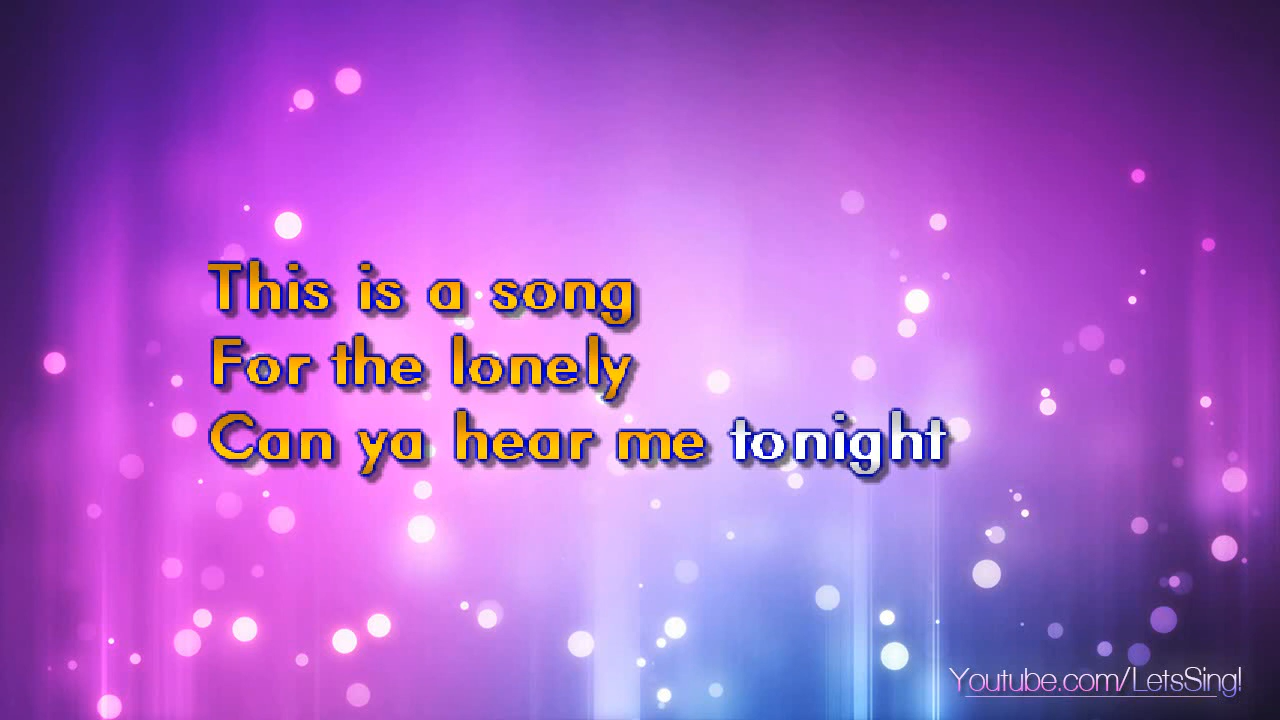 This is a song
For the lonely
Can ya hear me tonight
Youtube.com/LetsSing!